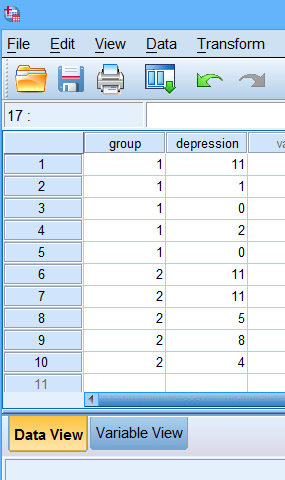 File Edit View Data Transform
17 :
group depression va
1 1 11
2 1 1
3 1 0
4 1 2
5 1 0
6 2 11
7 2 11
8 2 5
9 2 8
10 2 4
11
Data View Variable View